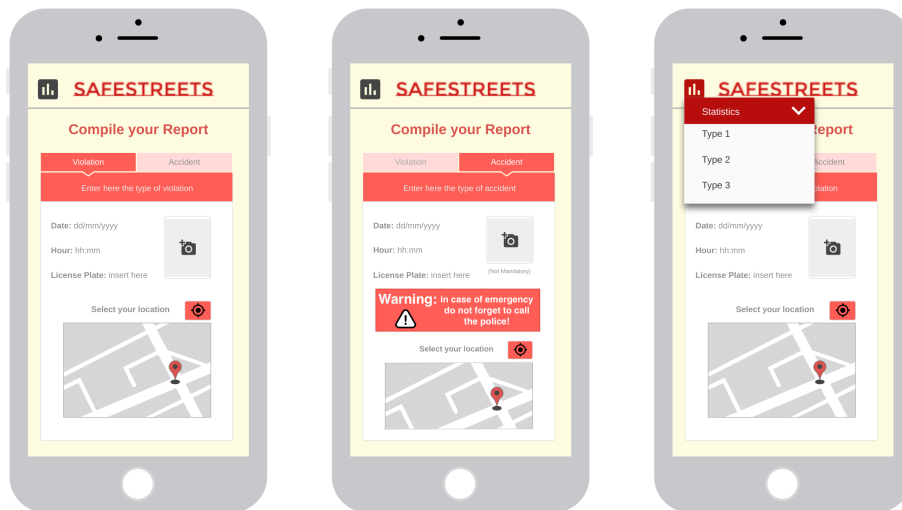 SAFESTREETS
Compile your Report
Violation Accident
Enter here the type of violation
Date: dd/mm/yyyy
Hour: hh:mm
License Plate: insert here
Select your location
SAFESTREETS
Compile your Report
Violation Accident
Enter here the type of accident
Date: dd/mm/yyyy
Hour: hh:mm
(Not Mandatory)
License Plate: insert here
Warning: in case of emergency
do not forget to call
the police!
Select your location
SAFESTREETS
Statistics
Report
Type 1
Type 2
Accident
Type 3
olation
Date: dd/mm/yyyy
Hour: hh:mm
License Plate: insert here
Select your location